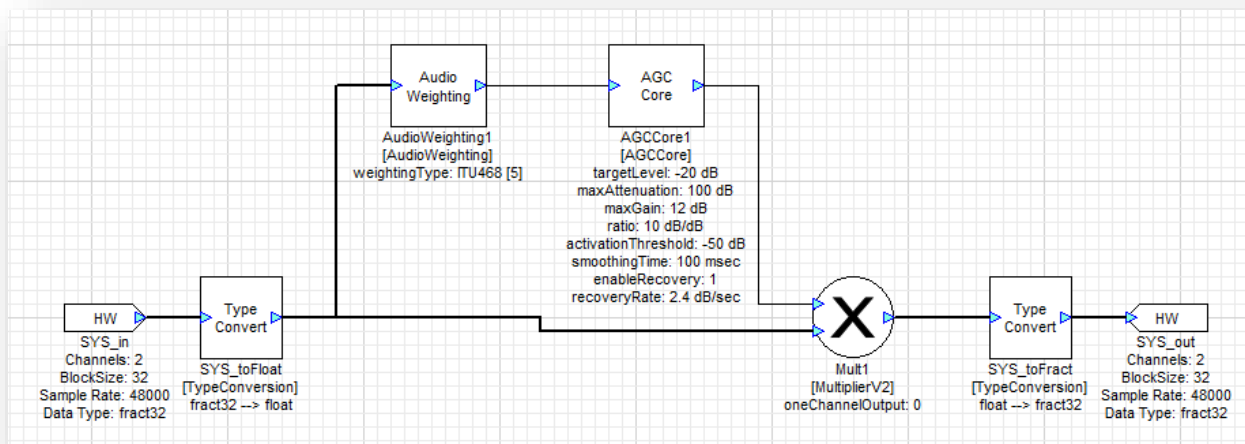 Audio
Weighting
AudioWeighting1
[AudioWeighting]
weightingType: ITU468 [5]
AGC
Core
AGCCore1
[AGCCore]
targetLevel: -20 dB
maxAttenuation: 100 dB
maxGain: 12 dB
ratio: 10 dB/dB
activationThreshold: -50 dB
smoothingTime: 100 msec
enableRecovery: 1
recoveryRate: 2.4 dB/sec
HW
SYS_in
Channels: 2
BlockSize: 32
Sample Rate: 48000
Data Type: fract32
Type
Convert
SYS_toFloat
[TypeConversion]
fract32 --> float
X
Mult1
[MultiplierV2]
oneChannelOutput: 0
Type
Convert
SYS_toFract
[TypeConversion]
float --> fract32
HW
SYS_out
Channels: 2
BlockSize: 32
Sample Rate: 48000
Data Type: fract32